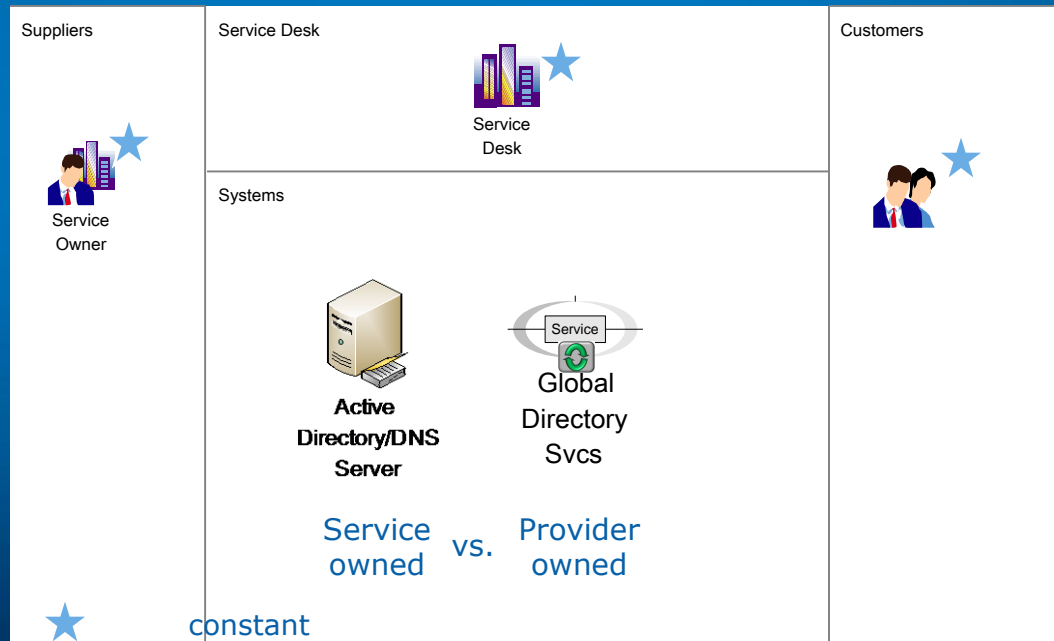 Suppliers
Service Desk
Customers
Service
Desk
Service
Owner
Systems
Service
Active
Directory/DNS
Server
Global
Directory
Svcs
Service
owned
vs.
Provider
owned
constant